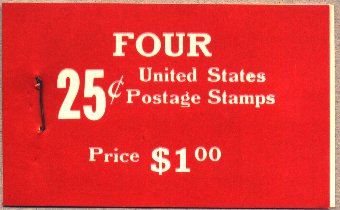 FOUR
25¢ United States
Postage Stamps
Price $1.00